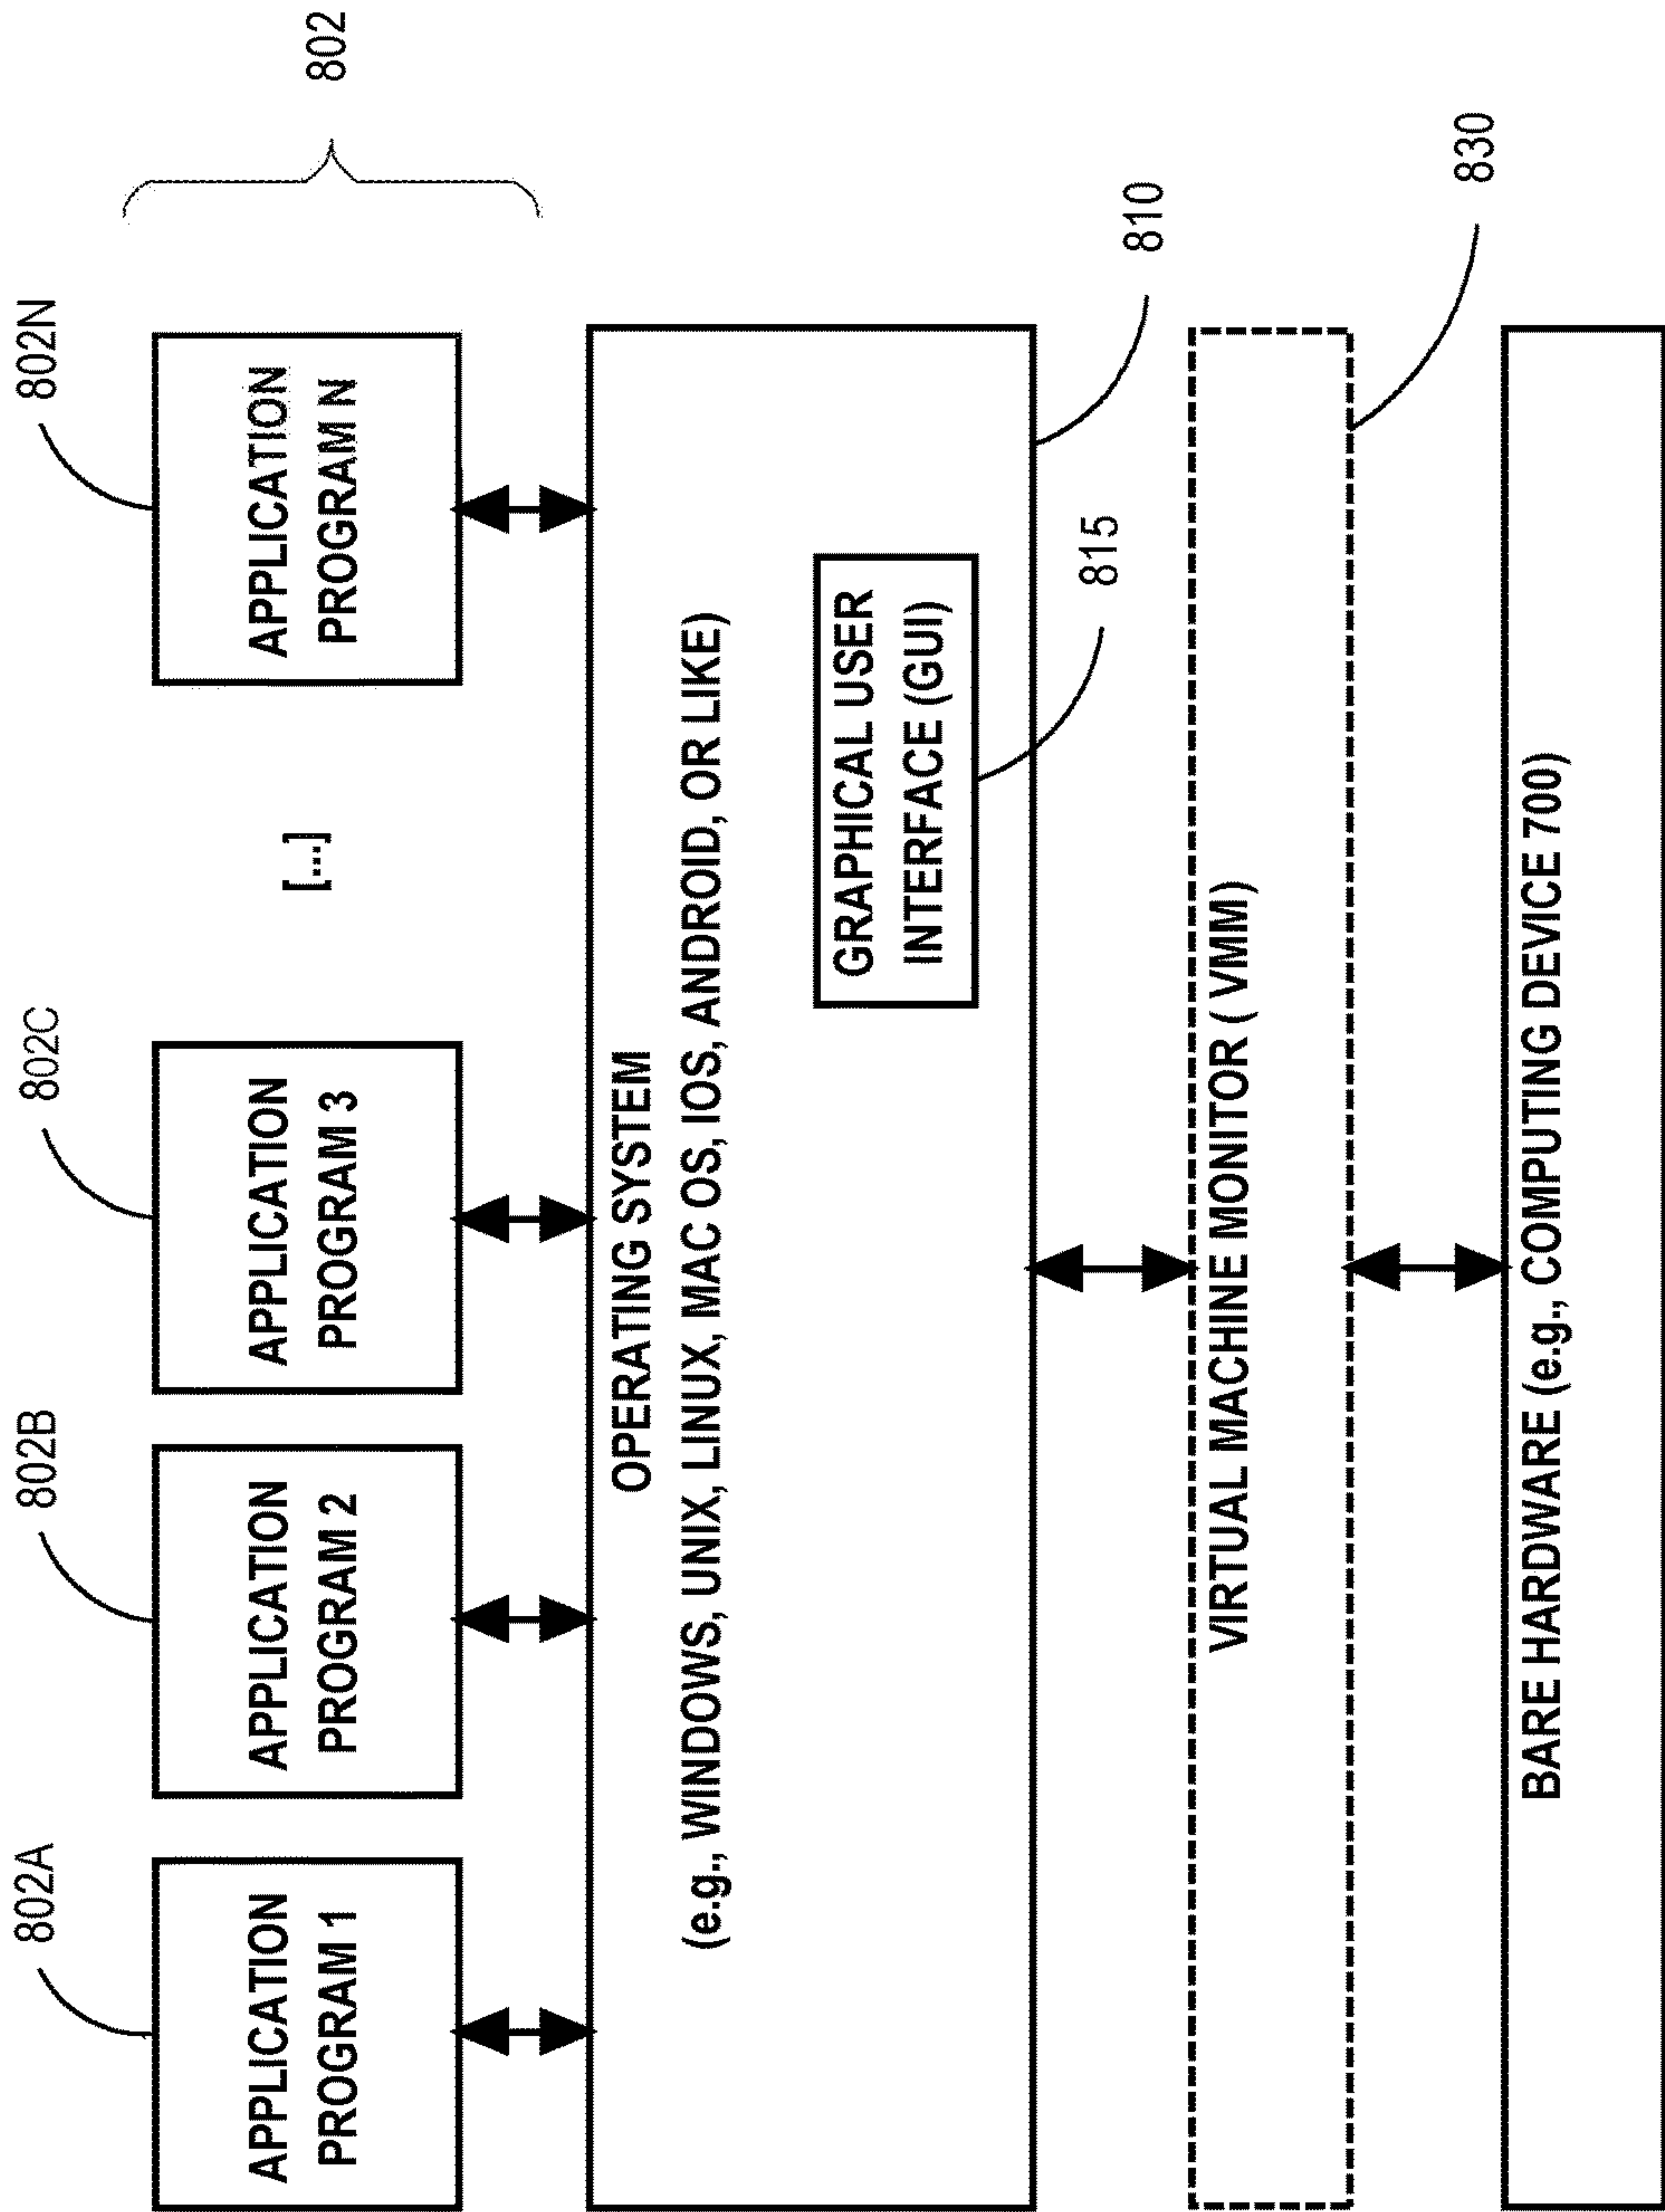 802
802A
802B
802C
802N
APPLICATION
PROGRAM 1
APPLICATION
PROGRAM 2
APPLICATION
PROGRAM 3
[...]
APPLICATION
PROGRAM N
OPERATING SYSTEM
(e.g., WINDOWS, UNIX, LINUX, MAC OS, IOS, ANDROID, OR LIKE)
GRAPHICAL USER
INTERFACE (GUI)
815
810
VIRTUAL MACHINE MONITOR ( VMM)
830
BARE HARDWARE (e.g., COMPUTING DEVICE 700)